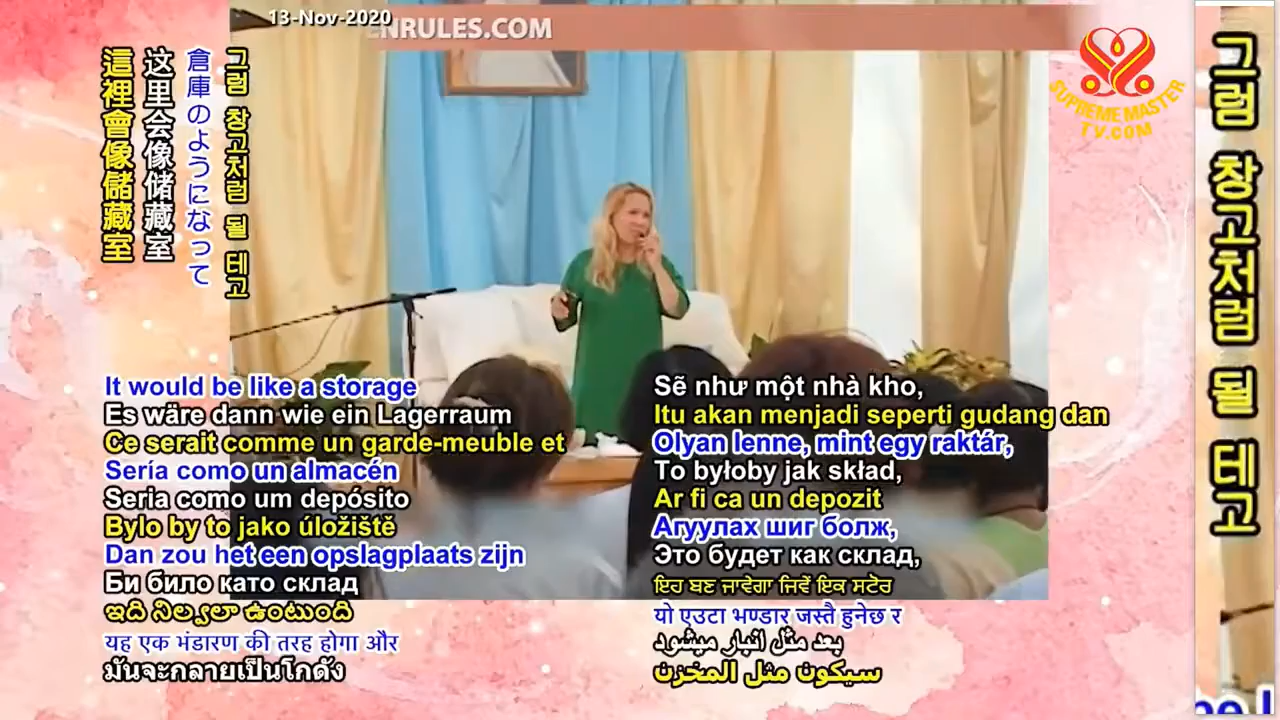 13-Nov-2020
ENRULES.COM
SUPREME MASTER
TV.COM
這裡會像儲藏室
这里会像储藏室
倉庫のようになって
그럼 창고처럼 될 테고
It would be like a storage
Es wäre dann wie ein Lagerraum
Ce serait comme un garde-meuble et
Sería como un almacén
Seria como um depósito
Bylo by to jako úložiště
Dan zou het een opslagplaats zijn
Би било като склад
ఇది నిల్వలా ఉంటుంది
यह एक भंडारण की तरह होगा और
มันจะกลายเป็นโกดัง
Sẽ như một nhà kho,
Itu akan menjadi seperti gudang dan
Olyan lenne, mint egy raktár,
To byłoby jak skład,
Ar fi ca un depozit
Агуулах шиг болж,
Это будет как склад,
ਇਹ ਬਣ ਜਾਵੇਗਾ ਜਿਵੇਂ ਇਕ ਸਟੋਰ
यो एउटा भण्डार जस्तै हुनेछ र
بعد مثل انبار میشود
سيكون مثل المخزن
그럼 창고처럼 될 테고